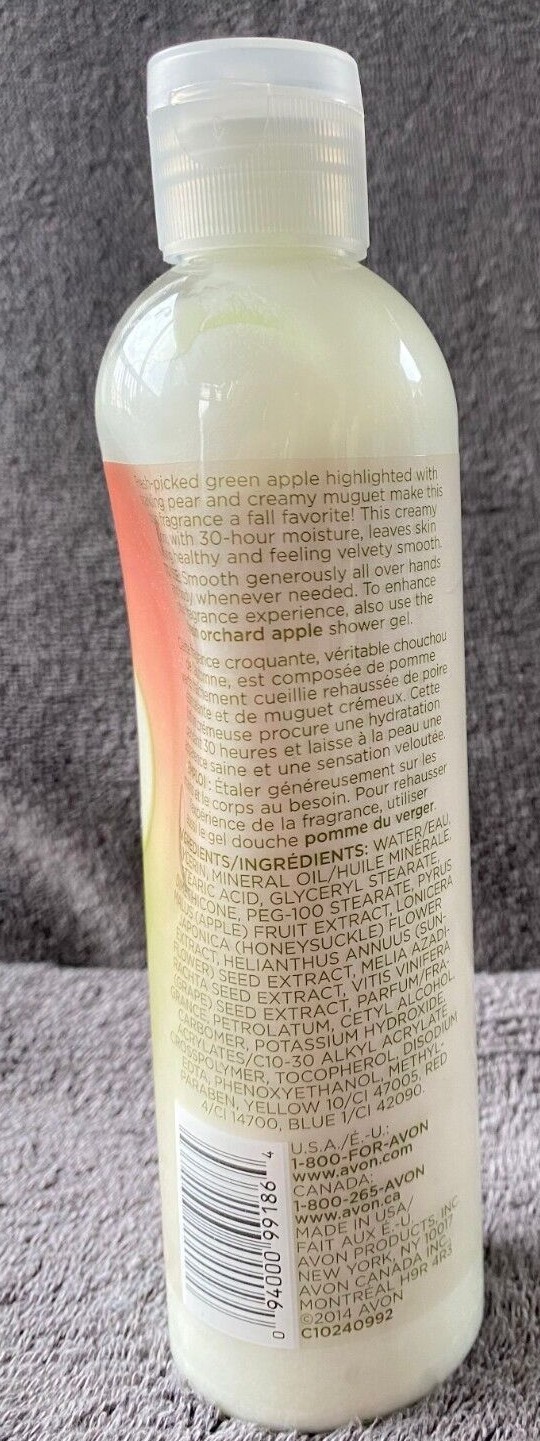 -picked green apple highlighted with
pear and creamy muguet make this
fragrance a fall favorite! This creamy
with 30-hour moisture, leaves skin
healthy and feeling velvety smooth.
Smooth generously all over hands
whenever needed. To enhance
experience, also use the
orchard apple shower gel.
croquante, véritable chouchou
est composée de pomme
cueillie rehaussée de poire
et de muguet crémeux. Cette
procure une hydratation
30 heures et laisse à la peau une
saine et une sensation veloutée.
Étaler généreusement sur les
le corps au besoin. Pour rehausser
de la fragrance, utiliser
le gel douche pomme du verger.
INGRÉDIENTS: WATER/EAU,
MINERAL OIL/HUILE MINÉRALE,
ACID, GLYCERYL STEARATE,
PEG-100 STEARATE, PYRUS
(APPLE) FRUIT EXTRACT, LONICERA
(HONEYSUCKLE) FLOWER
EXTRACT, HELIANTHUS ANNUUS (SUN-
FLOWER) SEED EXTRACT, MELIA AZADI-
RACHTA SEED EXTRACT, VITIS VINIFERA
(GRAPE) SEED EXTRACT, PARFUM/FRA-
GRANCE, PETROLATUM, CETYL ALCOHOL,
CARBOMER, POTASSIUM HYDROXIDE,
ACRYLATES/C10-30 ALKYL ACRYLATE
CROSSPOLYMER, TOCOPHEROL, DISODIUM
EDTA, PHENOXYETHANOL, METHYL-
PARABEN, YELLOW 10/CI 47005, RED
4/CI 14700, BLUE 1/CI 42090.
U.S.A./É.-U.:
1-800-FOR-AVON
www.avon.com
CANADA:
1-800-265-AVON
www.avon.ca
MADE IN USA/
FAIT AUX É.-U.
AVON PRODUCTS, INC
NEW YORK, NY 10017
AVON CANADA INC.
MONTRÉAL H9R 4R3
©2014 AVON
C10240992
0 94000 99186 4